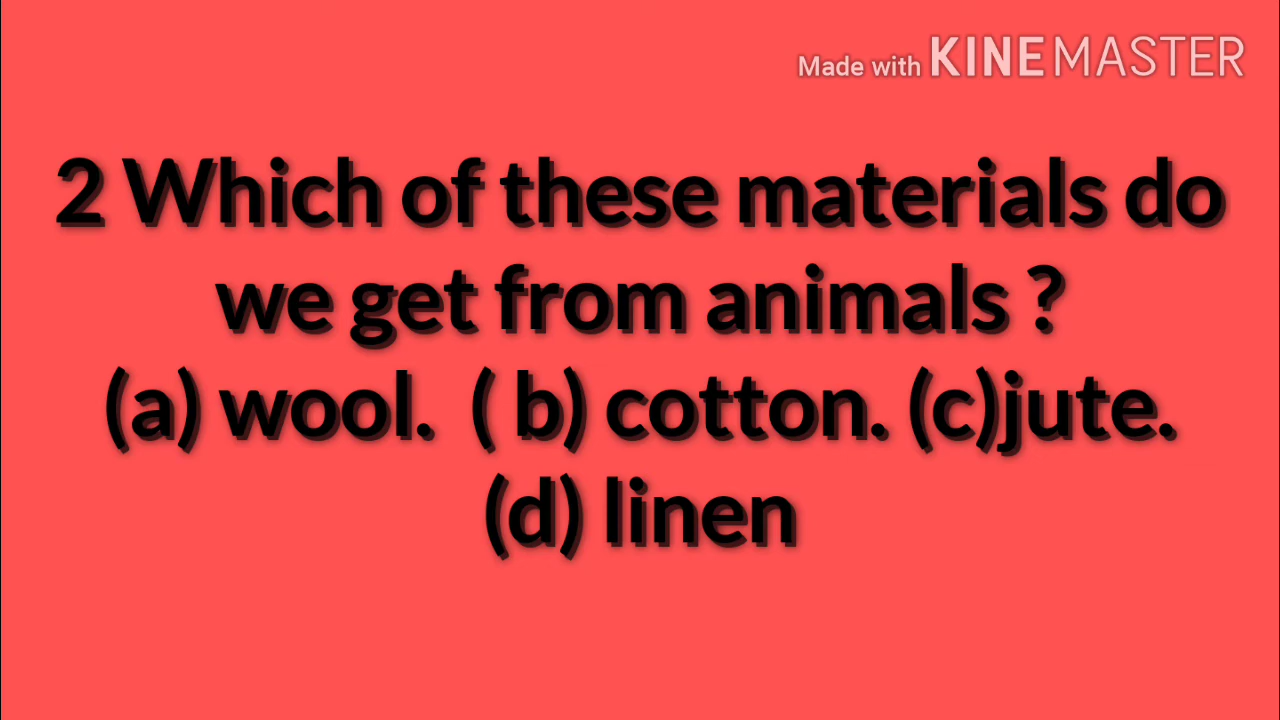 Made with KINEMASTER
2 Which of these materials do
we get from animals ?
(a) wool.  ( b) cotton. (c)jute.
(d) linen